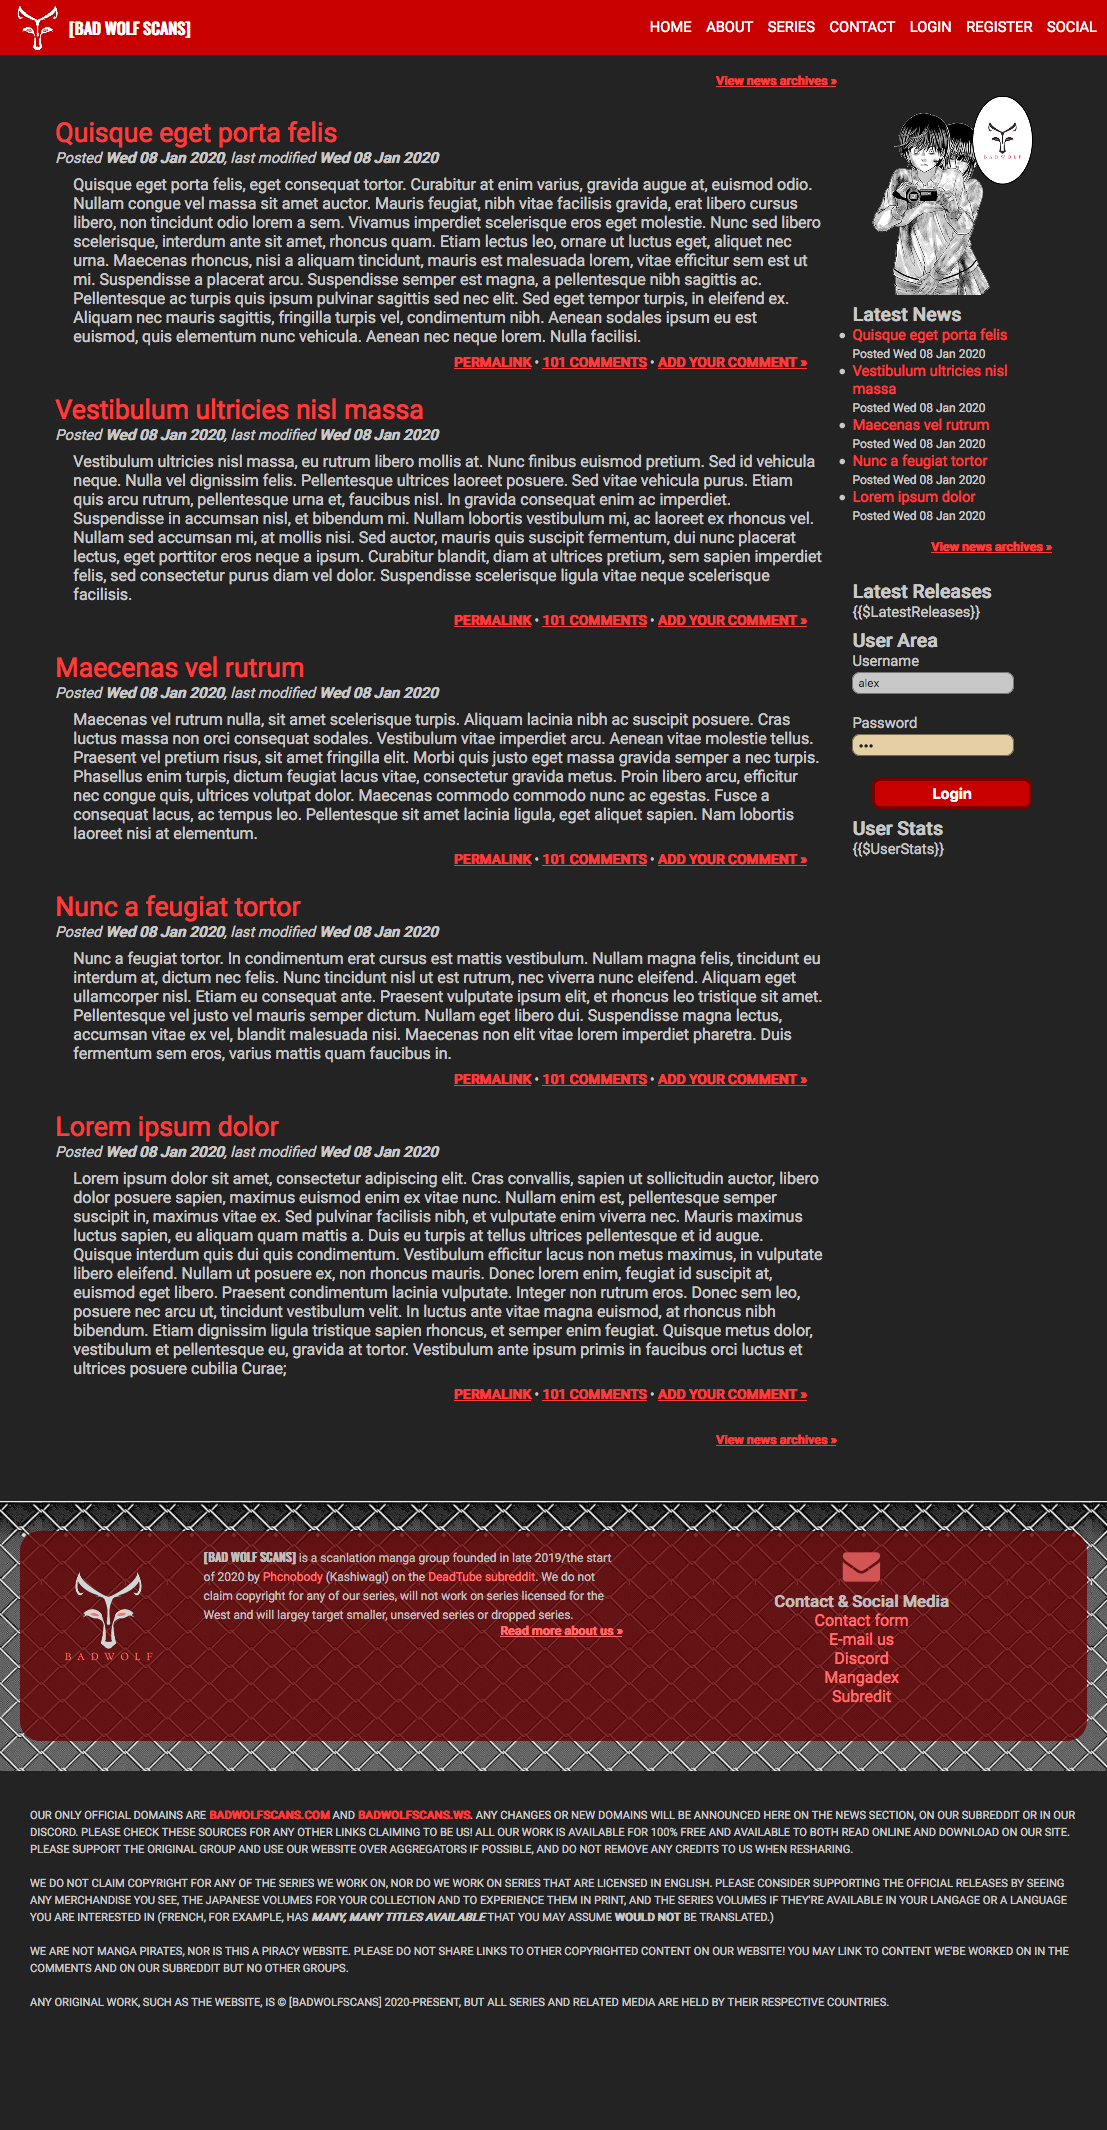 [BAD WOLF SCANS]
HOME ABOUT SERIES CONTACT LOGIN REGISTER SOCIAL
View news archives »
Quisque eget porta felis
Posted Wed 08 Jan 2020, last modified Wed 08 Jan 2020
Quisque eget porta felis, eget consequat tortor. Curabitur at enim varius, gravida augue at, euismod odio.
Nullam congue vel massa sit amet auctor. Mauris feugiat, nibh vitae facilisis gravida, erat libero cursus
libero, non tincidunt odio lorem a sem. Vivamus imperdiet scelerisque eros eget molestie. Nunc sed libero
scelerisque, interdum ante sit amet, rhoncus quam. Etiam lectus leo, ornare ut luctus eget, aliquet nec
urna. Maecenas rhoncus, nisi a aliquam tincidunt, mauris est malesuada lorem, vitae efficitur sem est ut
mi. Suspendisse a placerat arcu. Suspendisse semper est magna, a pellentesque nibh sagittis ac.
Pellentesque ac turpis quis ipsum pulvinar sagittis sed nec elit. Sed eget tempor turpis, in eleifend ex.
Aliquam nec mauris sagittis, fringilla turpis vel, condimentum nibh. Aenean sodales ipsum eu est
euismod, quis elementum nunc vehicula. Aenean nec neque lorem. Nulla facilisi.
PERMALINK • 101 COMMENTS • ADD YOUR COMMENT »
Vestibulum ultricies nisl massa
Posted Wed 08 Jan 2020, last modified Wed 08 Jan 2020
Vestibulum ultricies nisl massa, eu rutrum libero mollis at. Nunc finibus euismod pretium. Sed id vehicula
neque. Nulla vel dignissim felis. Pellentesque ultrices laoreet posuere. Sed vitae vehicula purus. Etiam
quis arcu rutrum, pellentesque urna et, faucibus nisl. In gravida consequat enim ac imperdiet.
Suspendisse in accumsan nisl, et bibendum mi. Nullam lobortis vestibulum mi, ac laoreet ex rhoncus vel.
Nullam sed accumsan mi, at mollis nisi. Sed auctor, mauris quis suscipit fermentum, dui nunc placerat
lectus, eget porttitor eros neque a ipsum. Curabitur blandit, diam at ultrices pretium, sem sapien imperdiet
felis, sed consectetur purus diam vel dolor. Suspendisse scelerisque ligula vitae neque scelerisque
facilisis.
PERMALINK • 101 COMMENTS • ADD YOUR COMMENT »
Maecenas vel rutrum
Posted Wed 08 Jan 2020, last modified Wed 08 Jan 2020
Maecenas vel rutrum nulla, sit amet scelerisque turpis. Aliquam lacinia nibh ac suscipit posuere. Cras
luctus massa non orci consequat sodales. Vestibulum vitae imperdiet arcu. Aenean vitae molestie tellus.
Praesent vel pretium risus, sit amet fringilla elit. Morbi quis justo eget massa gravida semper a nec turpis.
Phasellus enim turpis, dictum feugiat lacus vitae, consectetur gravida metus. Proin libero arcu, efficitur
nec congue quis, ultrices volutpat dolor. Maecenas commodo commodo nunc ac egestas. Fusce a
consequat lacus, ac tempus leo. Pellentesque sit amet lacinia ligula, eget aliquet sapien. Nam lobortis
laoreet nisi at elementum.
PERMALINK • 101 COMMENTS • ADD YOUR COMMENT »
Nunc a feugiat tortor
Posted Wed 08 Jan 2020, last modified Wed 08 Jan 2020
Nunc a feugiat tortor. In condimentum erat cursus est mattis vestibulum. Nullam magna felis, tincidunt eu
interdum at, dictum nec felis. Nunc tincidunt nisl ut est rutrum, nec viverra nunc eleifend. Aliquam eget
ullamcorper nisl. Etiam eu consequat ante. Praesent vulputate ipsum elit, et rhoncus leo tristique sit amet.
Pellentesque vel justo vel mauris semper dictum. Nullam eget libero dui. Suspendisse magna lectus,
accumsan vitae ex vel, blandit malesuada nisi. Maecenas non elit vitae lorem imperdiet pharetra. Duis
fermentum sem eros, varius mattis quam faucibus in.
PERMALINK • 101 COMMENTS • ADD YOUR COMMENT »
Lorem ipsum dolor
Posted Wed 08 Jan 2020, last modified Wed 08 Jan 2020
Lorem ipsum dolor sit amet, consectetur adipiscing elit. Cras convallis, sapien ut sollicitudin auctor, libero
dolor posuere sapien, maximus euismod enim ex vitae nunc. Nullam enim est, pellentesque semper
suscipit in, maximus vitae ex. Sed pulvinar facilisis nibh, et vulputate enim viverra nec. Mauris maximus
luctus sapien, eu aliquam quam mattis a. Duis eu turpis at tellus ultrices pellentesque et id augue.
Quisque interdum quis dui quis condimentum. Vestibulum efficitur lacus non metus maximus, in vulputate
libero eleifend. Nullam ut posuere ex, non rhoncus mauris. Donec lorem enim, feugiat id suscipit at,
euismod eget libero. Praesent condimentum lacinia vulputate. Integer non rutrum eros. Donec sem leo,
posuere nec arcu ut, tincidunt vestibulum velit. In luctus ante vitae magna euismod, at rhoncus nibh
bibendum. Etiam dignissim ligula tristique sapien rhoncus, et semper enim feugiat. Quisque metus dolor,
vestibulum et pellentesque eu, gravida at tortor. Vestibulum ante ipsum primis in faucibus orci luctus et
ultrices posuere cubilia Curae;
PERMALINK • 101 COMMENTS • ADD YOUR COMMENT »
View news archives »
BADWOLF
Latest News
• Quisque eget porta felis
Posted Wed 08 Jan 2020
• Vestibulum ultricies nisl
massa
Posted Wed 08 Jan 2020
• Maecenas vel rutrum
Posted Wed 08 Jan 2020
• Nunc a feugiat tortor
Posted Wed 08 Jan 2020
• Lorem ipsum dolor
Posted Wed 08 Jan 2020
View news archives »
Latest Releases
{{$LatestReleases}}
User Area
Username
alex
Password
•••
Login
User Stats
{{$UserStats}}
BADWOLF
[BAD WOLF SCANS] is a scanlation manga group founded in late 2019/the start
of 2020 by Phcnobody (Kashiwagi) on the DeadTube subreddit. We do not
claim copyright for any of our series, will not work on series licensed for the
West and will largey target smaller, unserved series or dropped series.
Read more about us »
Contact & Social Media
Contact form
E-mail us
Discord
Mangadex
Subredit
OUR ONLY OFFICIAL DOMAINS ARE BADWOLFSCANS.COM AND BADWOLFSCANS.WS. ANY CHANGES OR NEW DOMAINS WILL BE ANNOUNCED HERE ON THE NEWS SECTION, ON OUR SUBREDDIT OR IN OUR
DISCORD. PLEASE CHECK THESE SOURCES FOR ANY OTHER LINKS CLAIMING TO BE US! ALL OUR WORK IS AVAILABLE FOR 100% FREE AND AVAILABLE TO BOTH READ ONLINE AND DOWNLOAD ON OUR SITE.
PLEASE SUPPORT THE ORIGINAL GROUP AND USE OUR WEBSITE OVER AGGREGATORS IF POSSIBLE, AND DO NOT REMOVE ANY CREDITS TO US WHEN RESHARING.
WE DO NOT CLAIM COPYRIGHT FOR ANY OF THE SERIES WE WORK ON, NOR DO WE WORK ON SERIES THAT ARE LICENSED IN ENGLISH. PLEASE CONSIDER SUPPORTING THE OFFICIAL RELEASES BY SEEING
ANY MERCHANDISE YOU SEE, THE JAPANESE VOLUMES FOR YOUR COLLECTION AND TO EXPERIENCE THEM IN PRINT, AND THE SERIES VOLUMES IF THEY'RE AVAILABLE IN YOUR LANGAGE OR A LANGUAGE
YOU ARE INTERESTED IN (FRENCH, FOR EXAMPLE, HAS MANY, MANY TITLES AVAILABLE THAT YOU MAY ASSUME WOULD NOT BE TRANSLATED.)
WE ARE NOT MANGA PIRATES, NOR IS THIS A PIRACY WEBSITE. PLEASE DO NOT SHARE LINKS TO OTHER COPYRIGHTED CONTENT ON OUR WEBSITE! YOU MAY LINK TO CONTENT WE'BE WORKED ON IN THE
COMMENTS AND ON OUR SUBREDDIT BUT NO OTHER GROUPS.
ANY ORIGINAL WORK, SUCH AS THE WEBSITE, IS © [BADWOLFSCANS] 2020-PRESENT, BUT ALL SERIES AND RELATED MEDIA ARE HELD BY THEIR RESPECTIVE COUNTRIES.